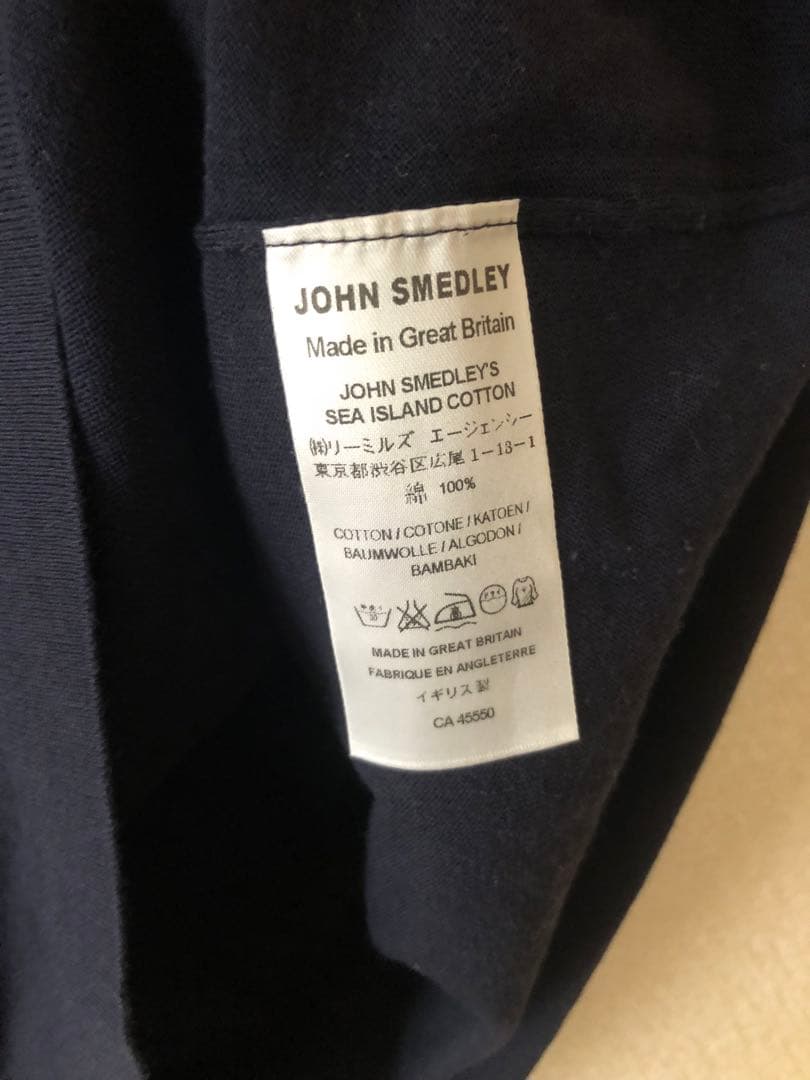 JOHN SMEDLEY
Made in Great Britain
JOHN SMEDLEY'S
SEA ISLAND COTTON
㈱リーミルズ エージェンシー
東京都渋谷区広尾1-13-1
綿 100%
COTTON / COTONE / KATOEN /
BAUMWOLLE / ALGODON /
BAMBAKI
ドライ
MADE IN GREAT BRITAIN
FABRIQUE EN ANGLETERRE
イギリス製
CA 45550